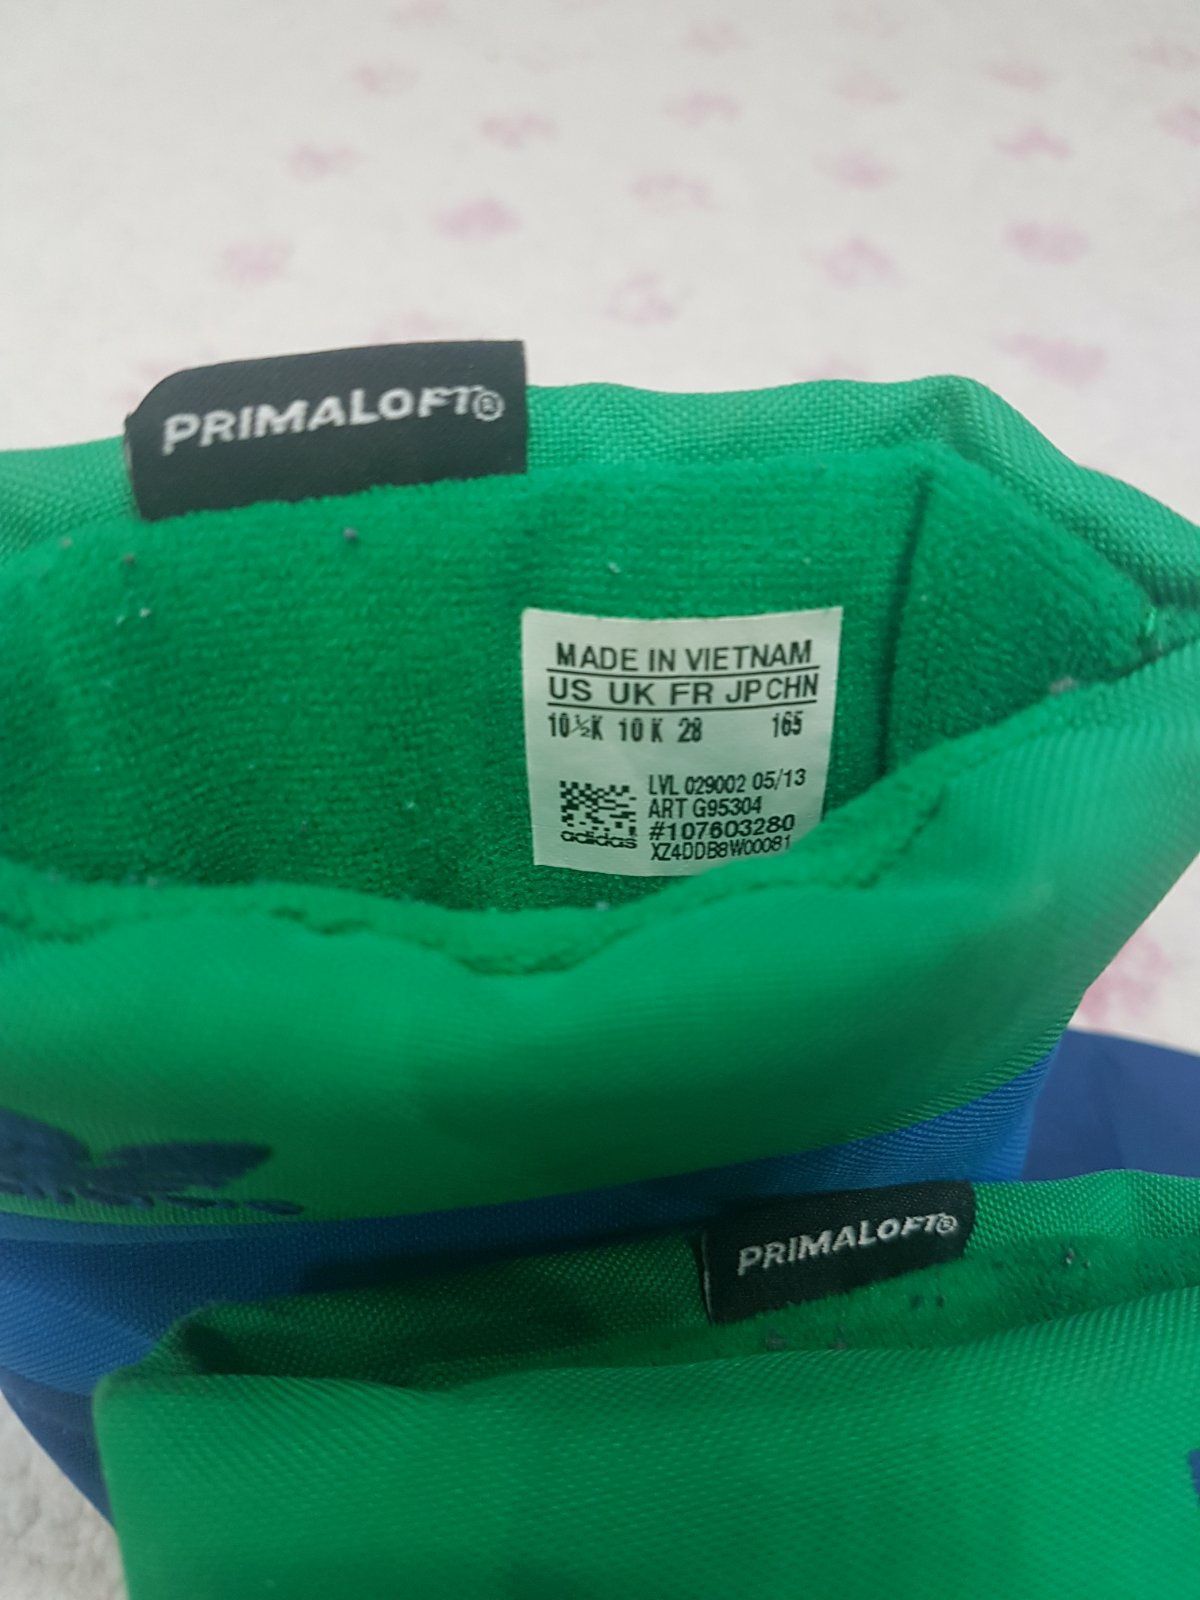 PRIMALOFT®
MADE IN VIETNAM
US UK FR JP CHN
10½K 10K 28 165
LVL 029002 05/13
ART G95304
adidas #107603280
XZ4DDB8W00081
PRIMALOFT®